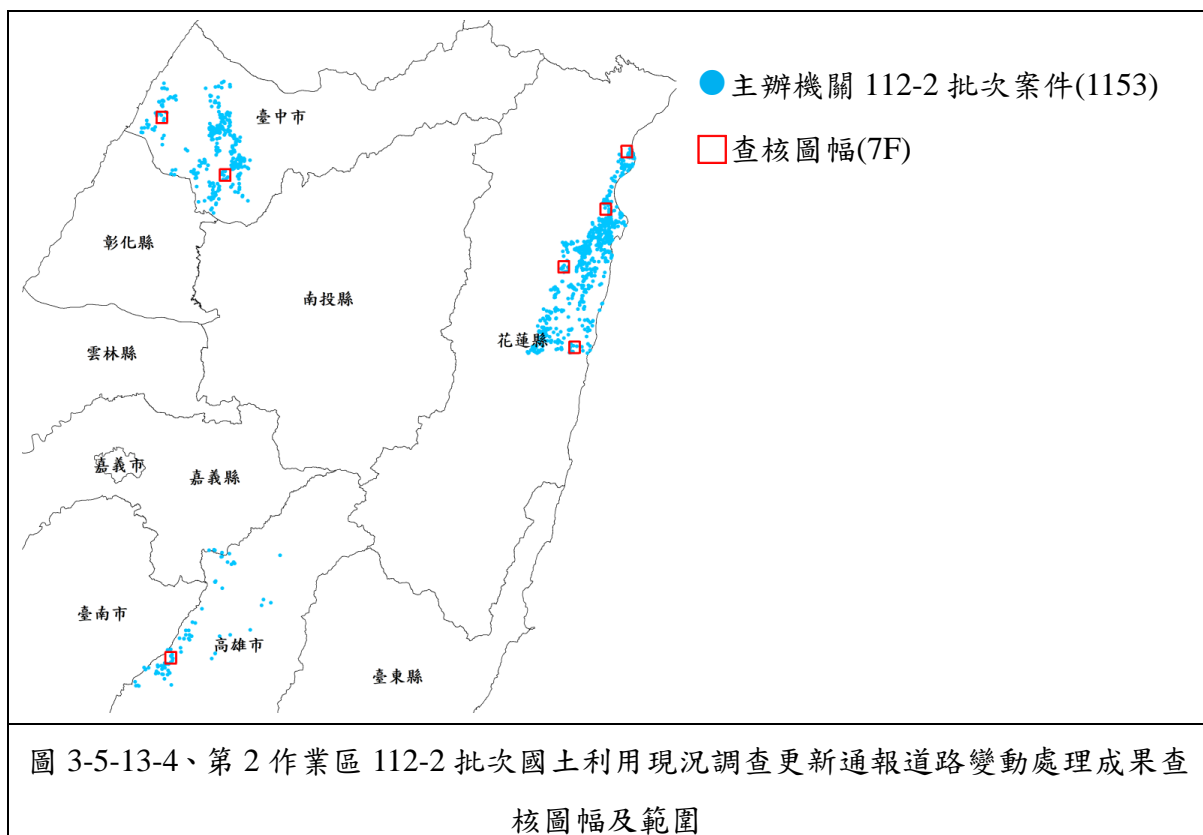 主辦機關 112-2 批次案件(1153)
查核圖幅(7F)
臺中市
彰化縣
南投縣
花蓮縣
雲林縣
嘉義市
嘉義縣
臺南市
高雄市
臺東縣
圖 3-5-13-4、第 2 作業區 112-2 批次國土利用現況調查更新通報道路變動處理成果查
核圖幅及範圍